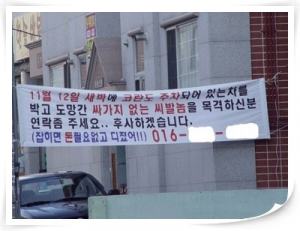 11월 12일 새벽에 코란도 주차되어 있는차를
박고 도망간 싸가지 없는 씨발놈을 목격하신분
연락좀 주세요.. 후사하겠습니다.
(잡히면 돈필요없고 디졌어!!) 016-